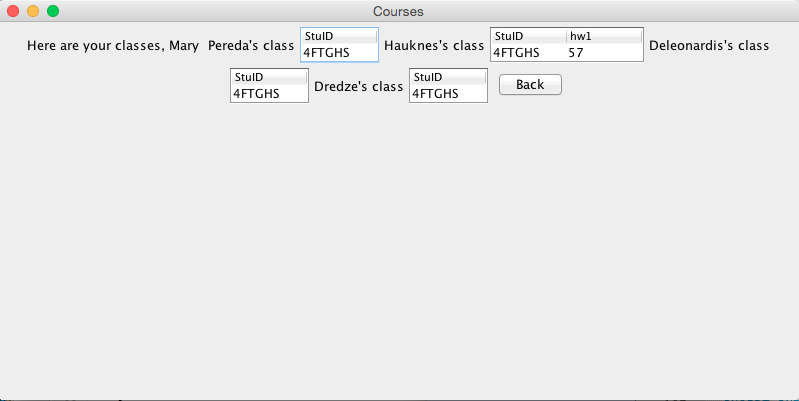 Courses
Here are your classes, Mary Pereda's class StuID 4FTGHS Hauknes's class StuID hw1 4FTGHS 57 Deleonardis's class
StuID 4FTGHS Dredze's class StuID 4FTGHS Back